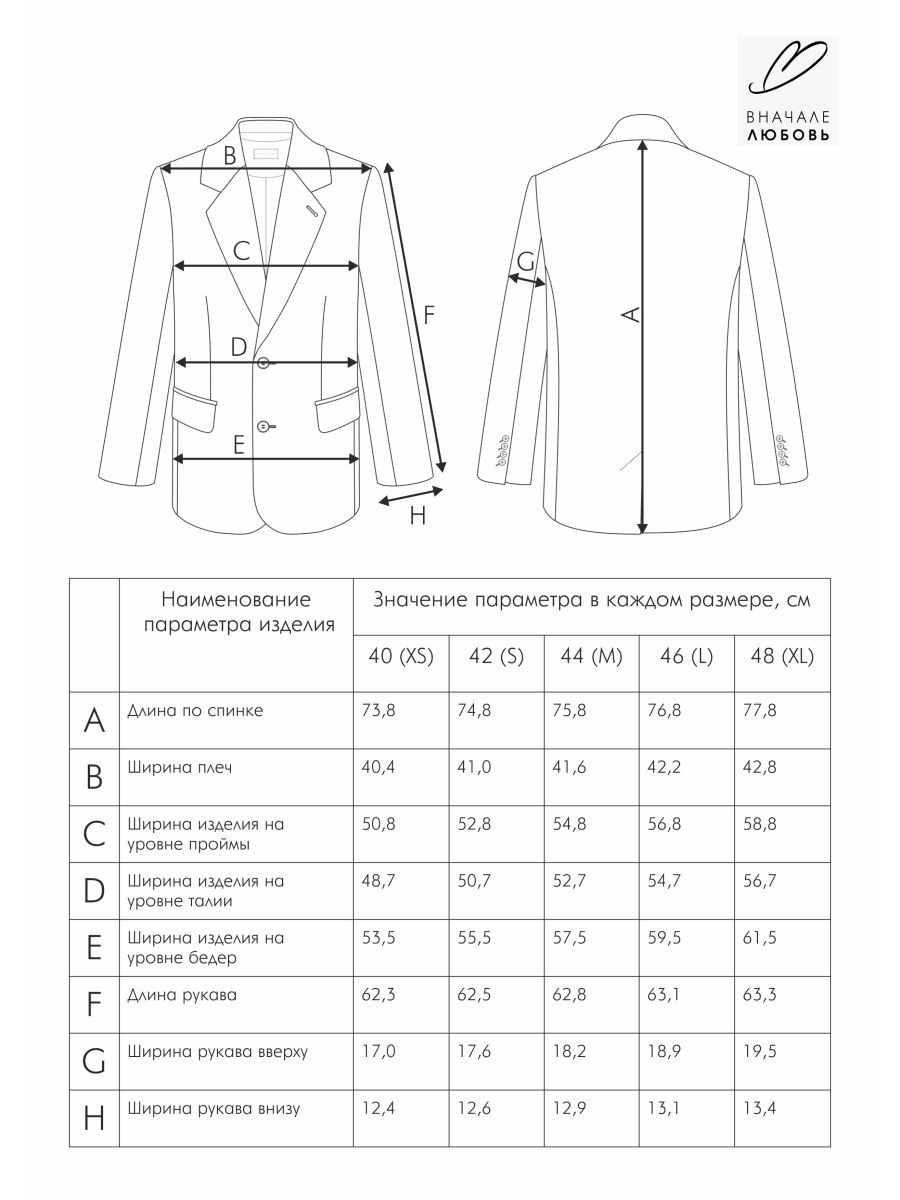 ВНАЧАЛЕ
ЛЮБОВЬ
B
C
G
F
A
D
E
H
Наименование
параметра изделия
Значение параметра в каждом размере, см
40 (XS) 42 (S) 44 (M) 46 (L) 48 (XL)
A Длина по спинке 73,8 74,8 75,8 76,8 77,8
B Ширина плеч 40,4 41,0 41,6 42,2 42,8
C Ширина изделия на 50,8 52,8 54,8 56,8 58,8
уровне проймы
D Ширина изделия на 48,7 50,7 52,7 54,7 56,7
уровне талии
E Ширина изделия на 53,5 55,5 57,5 59,5 61,5
уровне бедер
F Длина рукава 62,3 62,5 62,8 63,1 63,3
G Ширина рукава вверху 17,0 17,6 18,2 18,9 19,5
H Ширина рукава внизу 12,4 12,6 12,9 13,1 13,4